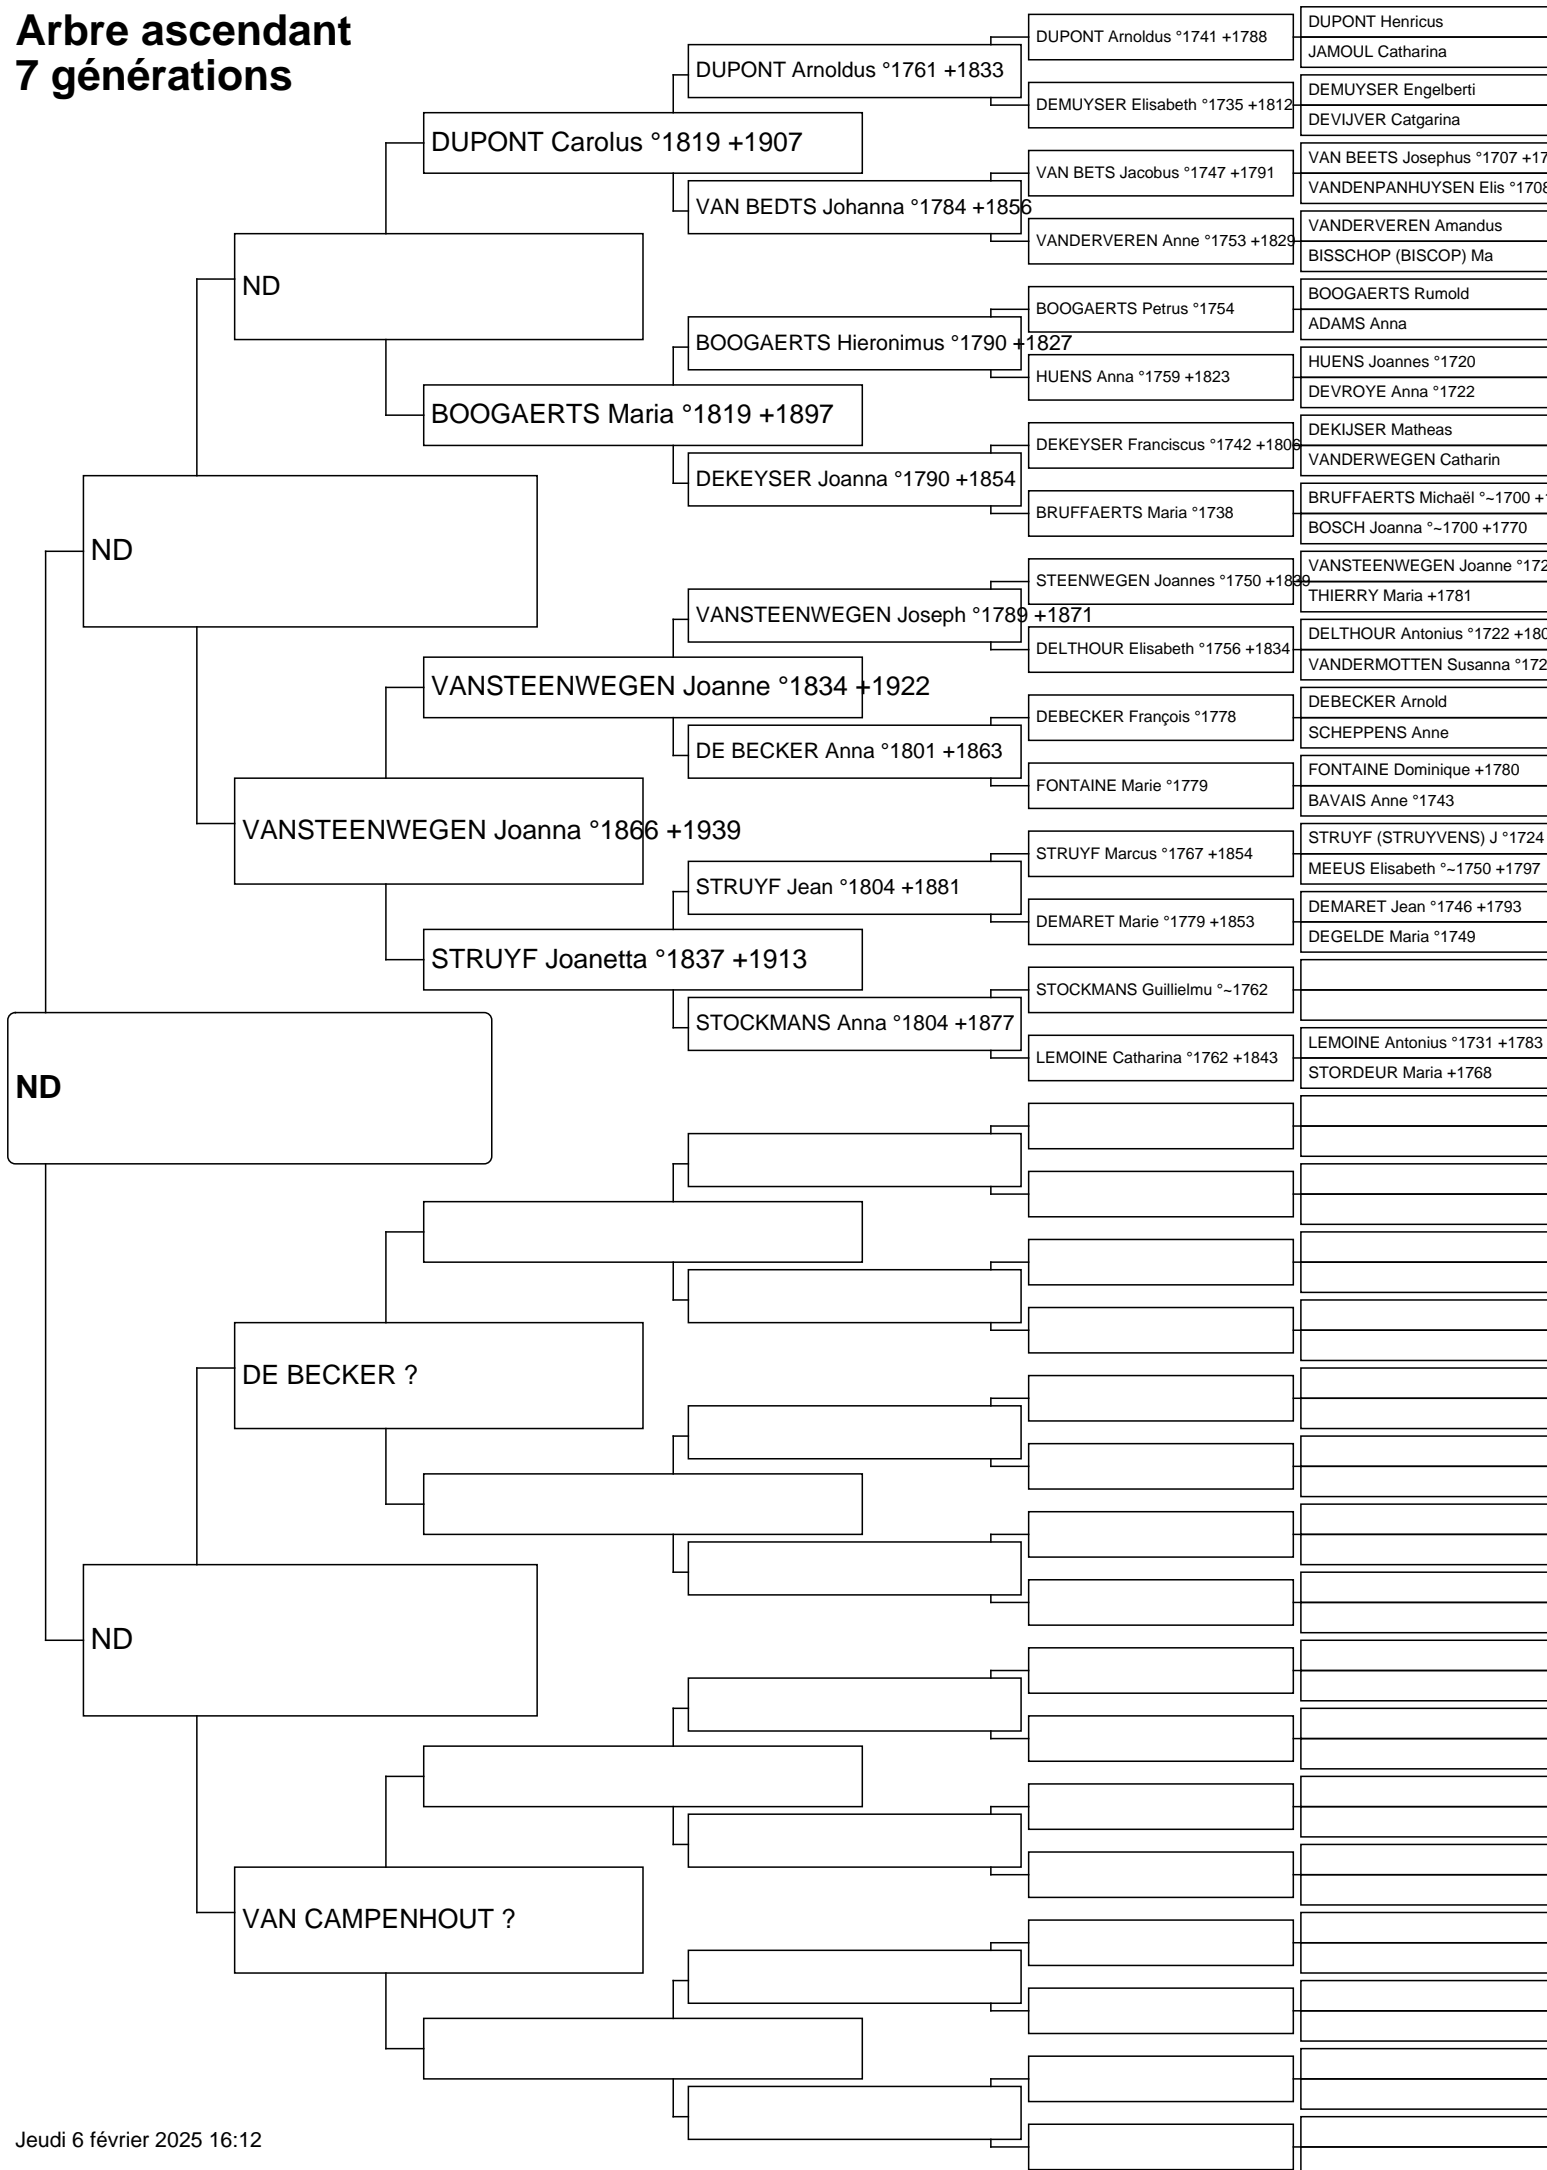 Arbre ascendant
7 générations
ND
ND
ND
ND
VANSTEENWEGEN Joanna °1866 +1939
DE BECKER ?
VAN CAMPENHOUT ?
DUPONT Carolus °1819 +1907
BOOGAERTS Maria °1819 +1897
VANSTEENWEGEN Joanne °1834 +1922
STRUYF Joanetta °1837 +1913
DUPONT Arnoldus °1761 +1833
VAN BEDTS Johanna °1784 +1856
BOOGAERTS Hieronimus °1790 +1827
DEKEYSER Joanna °1790 +1854
VANSTEENWEGEN Joseph °1789 +1871
DE BECKER Anna °1801 +1863
STRUYF Jean °1804 +1881
STOCKMANS Anna °1804 +1877
DUPONT Arnoldus °1741 +1788
DEMUYSER Elisabeth °1735 +1812
VAN BETS Jacobus °1747 +1791
VANDERVEREN Anne °1753 +1829
BOOGAERTS Petrus °1754
HUENS Anna °1759 +1823
DEKEYSER Franciscus °1742 +1806
BRUFFAERTS Maria °1738
STEENWEGEN Joannes °1750 +1839
DELTHOUR Elisabeth °1756 +1834
DEBECKER François °1778
FONTAINE Marie °1779
STRUYF Marcus °1767 +1854
DEMARET Marie °1779 +1853
STOCKMANS Guillielmu °~1762
LEMOINE Catharina °1762 +1843
DUPONT Henricus
JAMOUL Catharina
DEMUYSER Engelberti
DEVIJVER Catgarina
VAN BEETS Josephus °1707 +17
VANDENPANHUYSEN Elis °1708
VANDERVEREN Amandus
BISSCHOP (BISCOP) Ma
BOOGAERTS Rumold
ADAMS Anna
HUENS Joannes °1720
DEVROYE Anna °1722
DEKIJSER Matheas
VANDERWEGEN Catharin
BRUFFAERTS Michaël °~1700 +1
BOSCH Joanna °~1700 +1770
VANSTEENWEGEN Joanne °172
THIERRY Maria +1781
DELTHOUR Antonius °1722 +180
VANDERMOTTEN Susanna °172
DEBECKER Arnold
SCHEPPENS Anne
FONTAINE Dominique +1780
BAVAIS Anne °1743
STRUYF (STRUYVENS) J °1724
MEEUS Elisabeth °~1750 +1797
DEMARET Jean °1746 +1793
DEGELDE Maria °1749
LEMOINE Antonius °1731 +1783
STORDEUR Maria +1768
Jeudi 6 février 2025 16:12